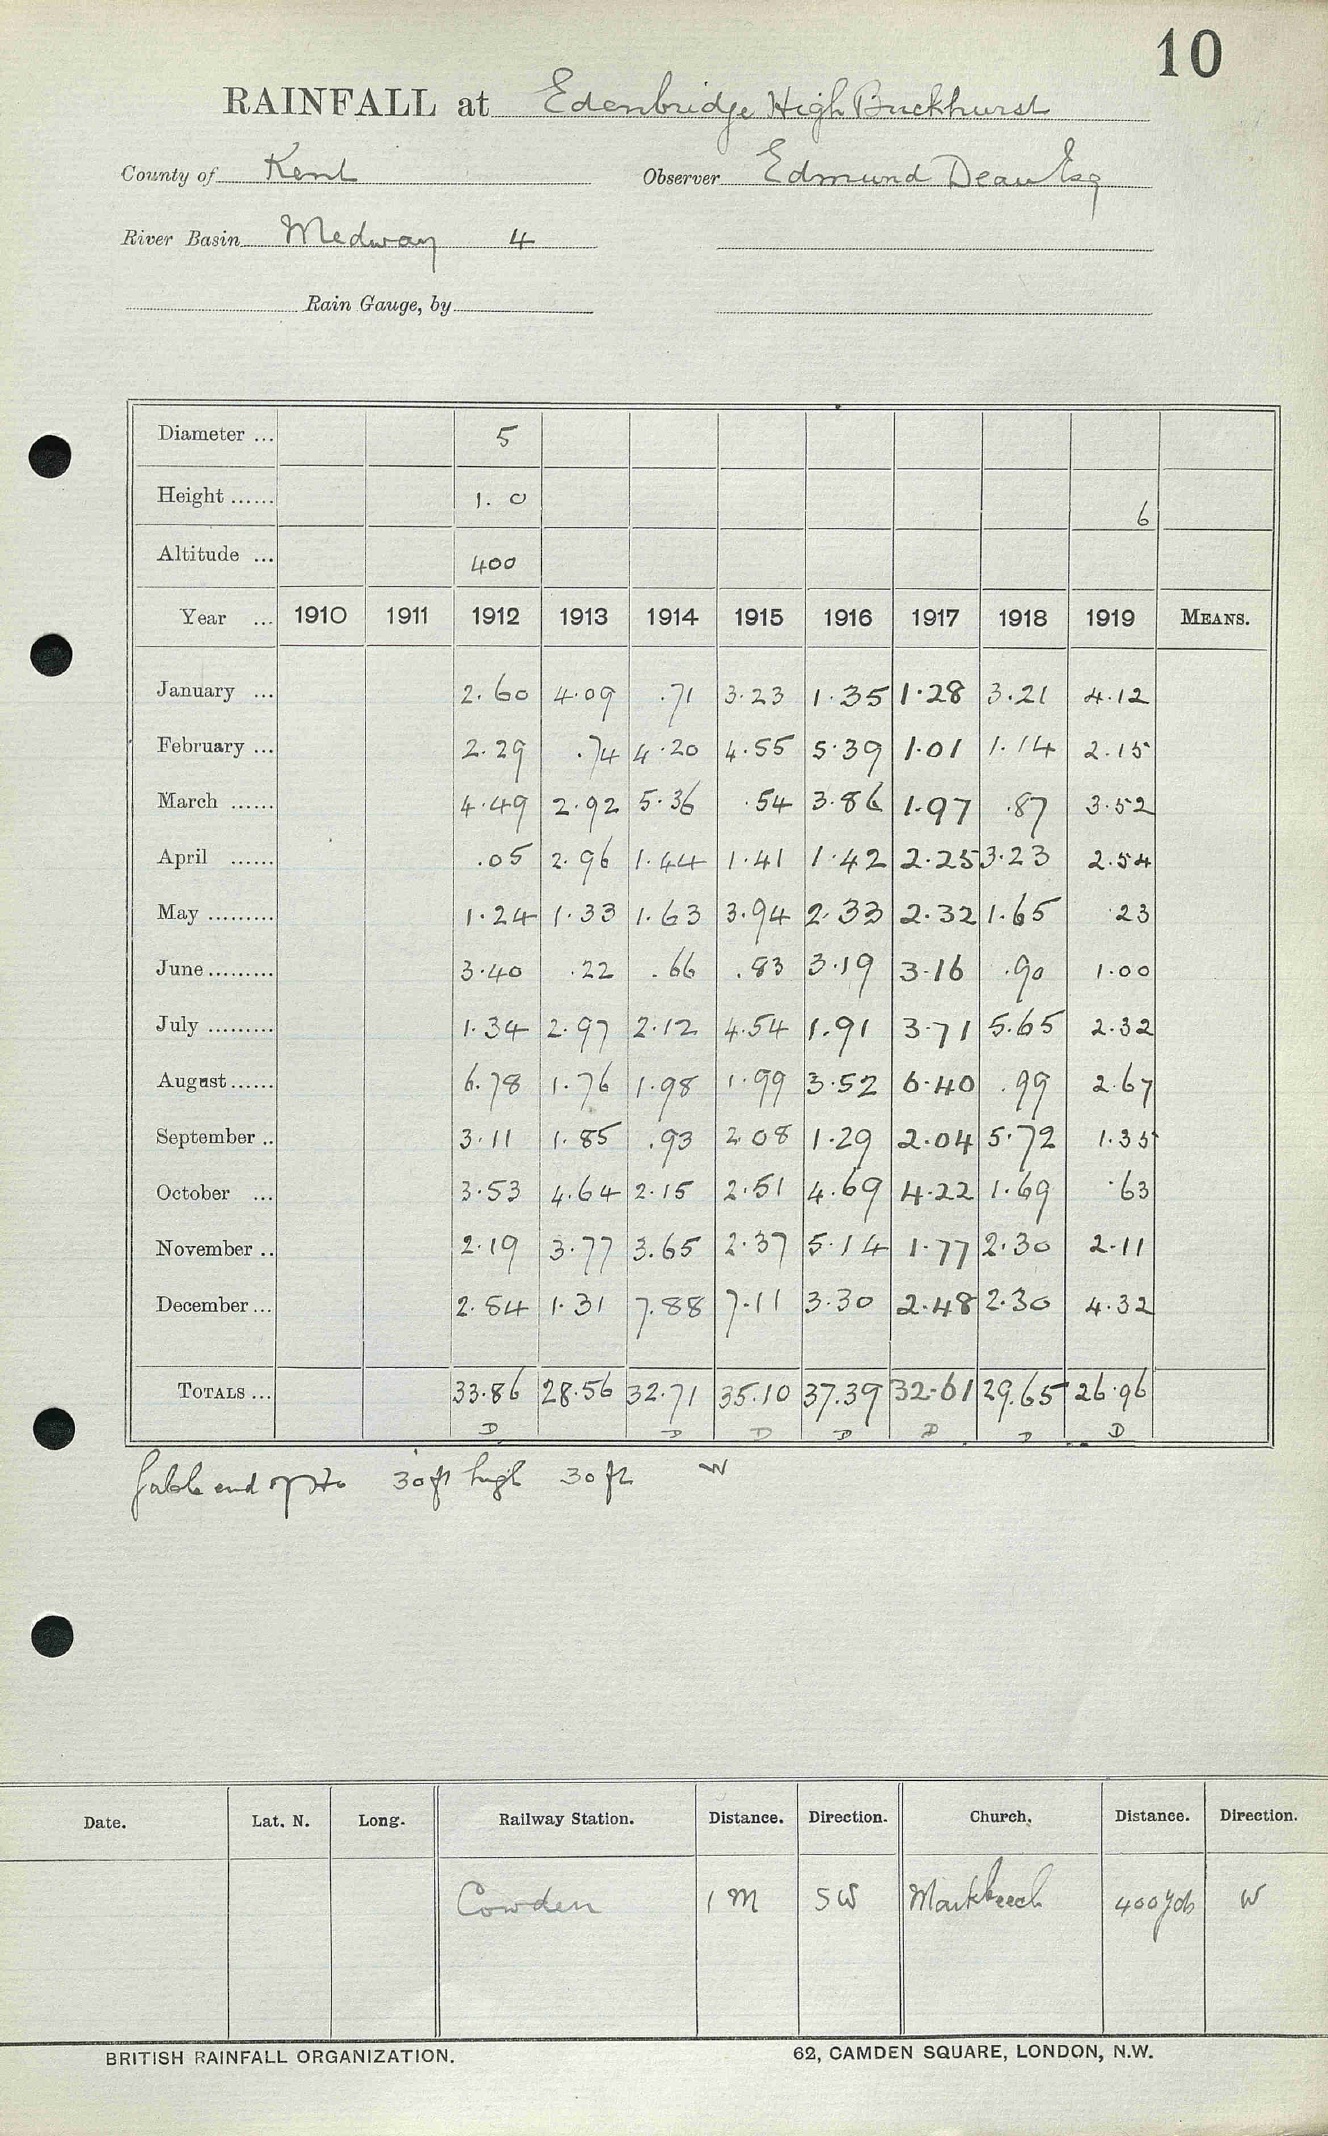 10
RAINFALL at Edenbridge High Buckhurst
County of Kent Observer Edmund Dean Esq
River Basin Medway 4
Rain Gauge, by
Diameter ... 5
Height ...... 1. 0 6
Altitude ... 400
Year ... 1910 1911 1912 1913 1914 1915 1916 1917 1918 1919 MEANS.
January ... 2.60 4.09 .71 3.23 1.35 1.28 3.21 4.12
February ... 2.29 .74 4.20 4.55 5.39 1.01 1.14 2.15
March ...... 4.49 2.92 5.36 .54 3.86 1.97 .87 3.52
April ...... .05 2.96 1.44 1.41 1.42 2.25 3.23 2.54
May ......... 1.24 1.33 1.63 3.94 2.33 2.32 1.65 .23
June ......... 3.40 .22 .66 .83 3.19 3.16 .90 1.00
July ......... 1.34 2.97 2.12 4.54 1.91 3.71 5.65 2.32
August ...... 6.78 1.76 1.98 1.99 3.52 6.40 .99 2.67
September .. 3.11 1.85 .93 2.08 1.29 2.04 5.72 1.35
October ... 3.53 4.64 2.15 2.51 4.69 4.22 1.69 .63
November .. 2.19 3.77 3.65 2.37 5.14 1.77 2.30 2.11
December ... 2.84 1.31 7.88 7.11 3.30 2.48 2.30 4.32
TOTALS ... 33.86 28.56 32.71 35.10 37.39 32.61 29.65 26.96
D D D D D D D
Gable end of Ho 30 ft high 30 ft W
Date. Lat. N. Long. Railway Station. Distance. Direction. Church. Distance. Direction.
Cowden 1 M SW Markbeech 400 yds W
BRITISH RAINFALL ORGANIZATION. 62, CAMDEN SQUARE, LONDON, N.W.